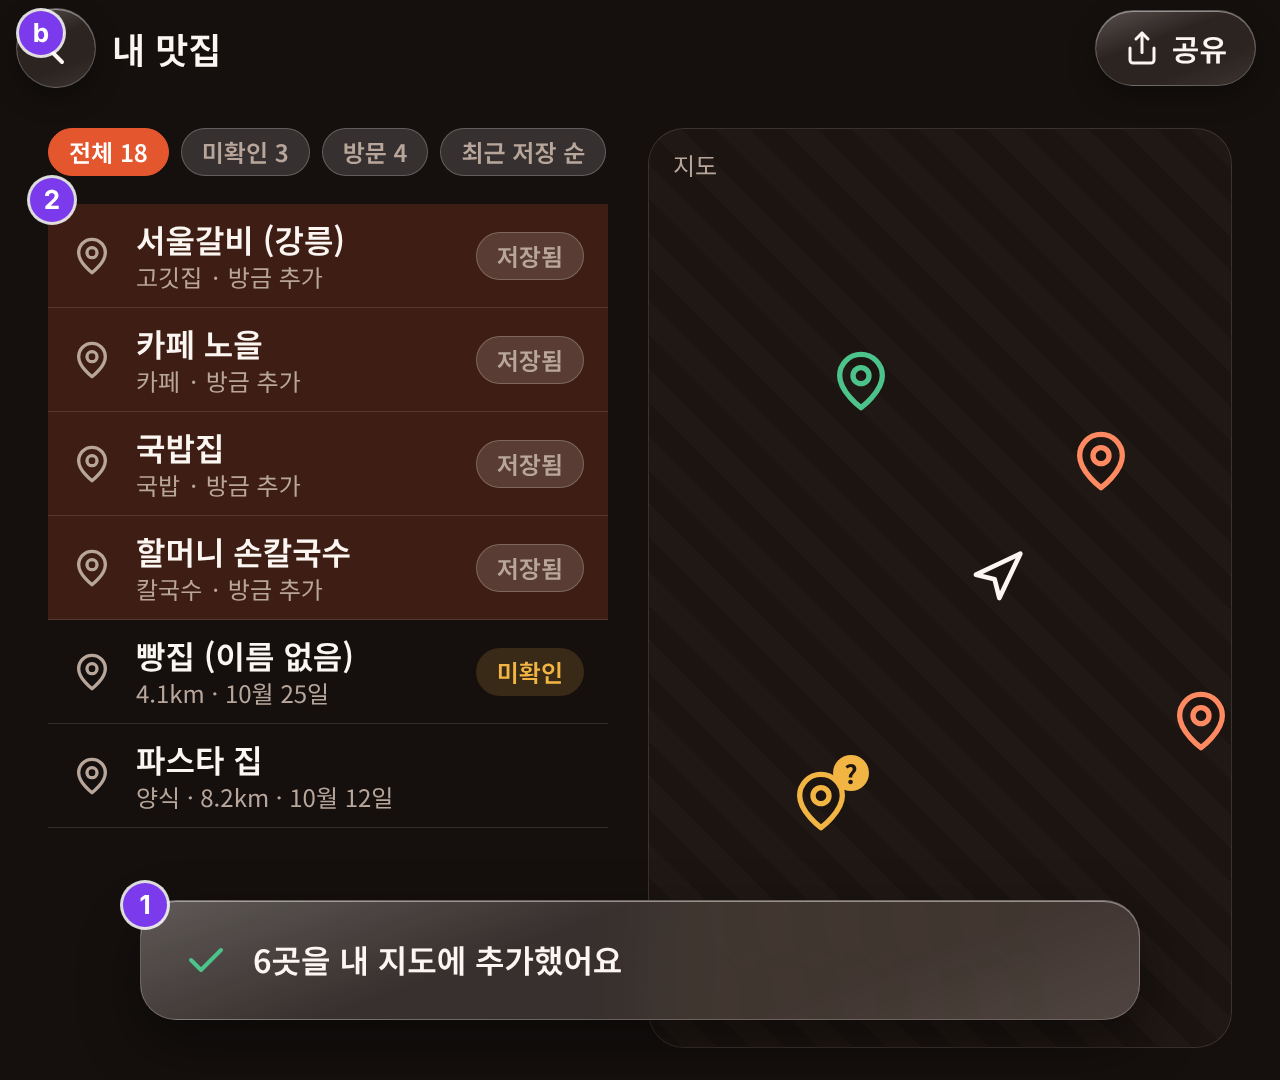 b
내 맛집
공유
전체 18
미확인 3
방문 4
최근 저장 순
2
서울갈비 (강릉)
고깃집 · 방금 추가
저장됨
카페 노을
카페 · 방금 추가
저장됨
국밥집
국밥 · 방금 추가
저장됨
할머니 손칼국수
칼국수 · 방금 추가
저장됨
빵집 (이름 없음)
4.1km · 10월 25일
미확인
파스타 집
양식 · 8.2km · 10월 12일
지도
?
1
6곳을 내 지도에 추가했어요